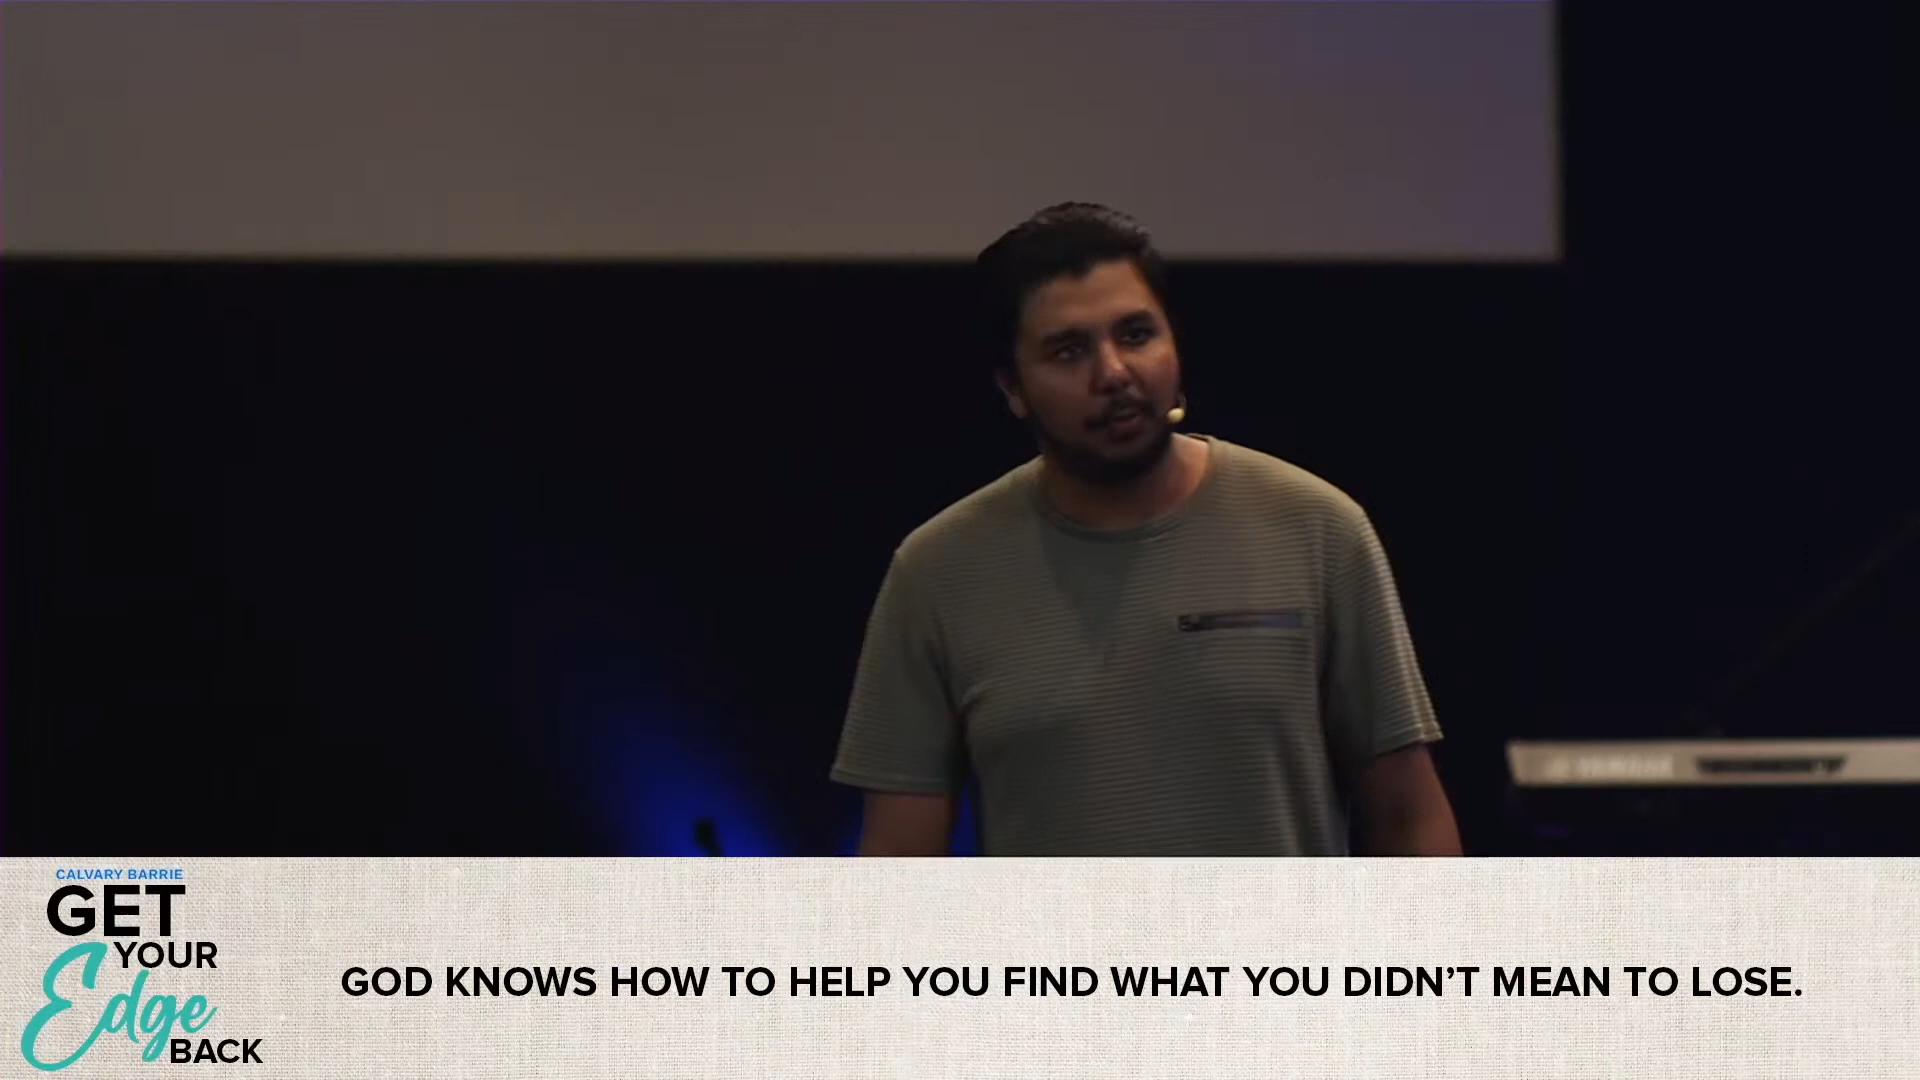 CALVARY BARRIE
GET
YOUR
Edge
BACK
GOD KNOWS HOW TO HELP YOU FIND WHAT YOU DIDN’T MEAN TO LOSE.
YAMAHA